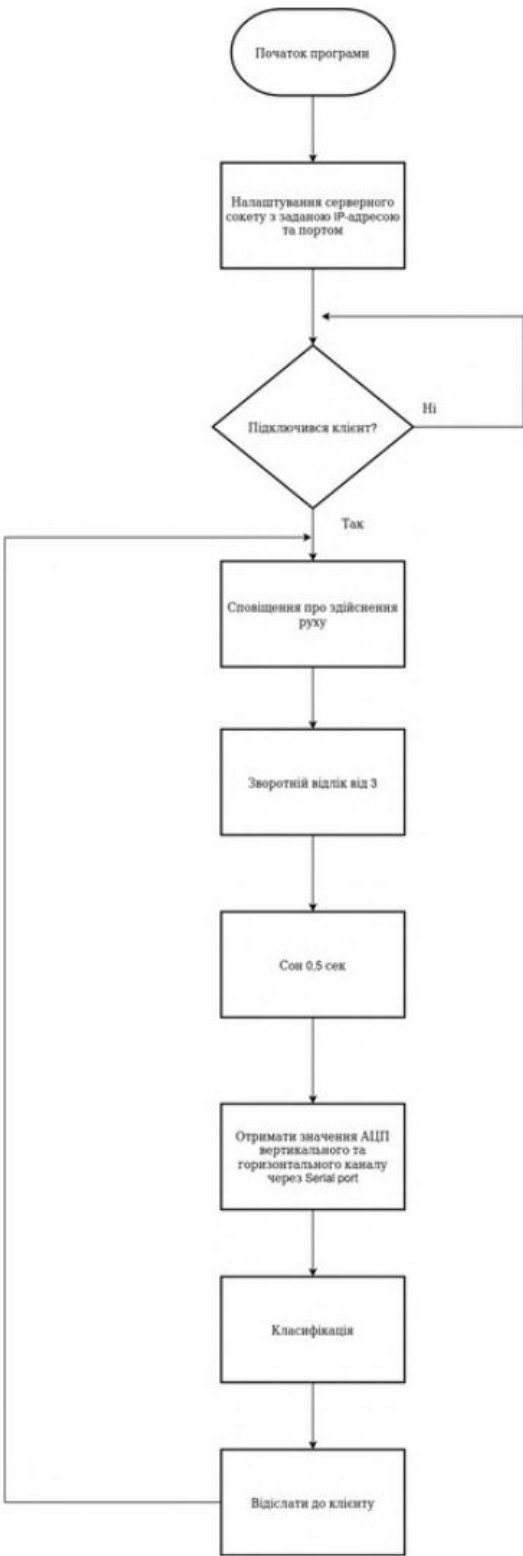 Початок програми
Налаштування серверного
сокету з заданою IP-адресою
та портом
Ні
Підключився клієнт?
Так
Сповіщення про здійснення
руху
Зворотній відлік від 3
Сон 0,5 сек
Отримати значення АЦП
вертикального та
горизонтального каналу
через Serial port
Класифікація
Відіслати до клієнту